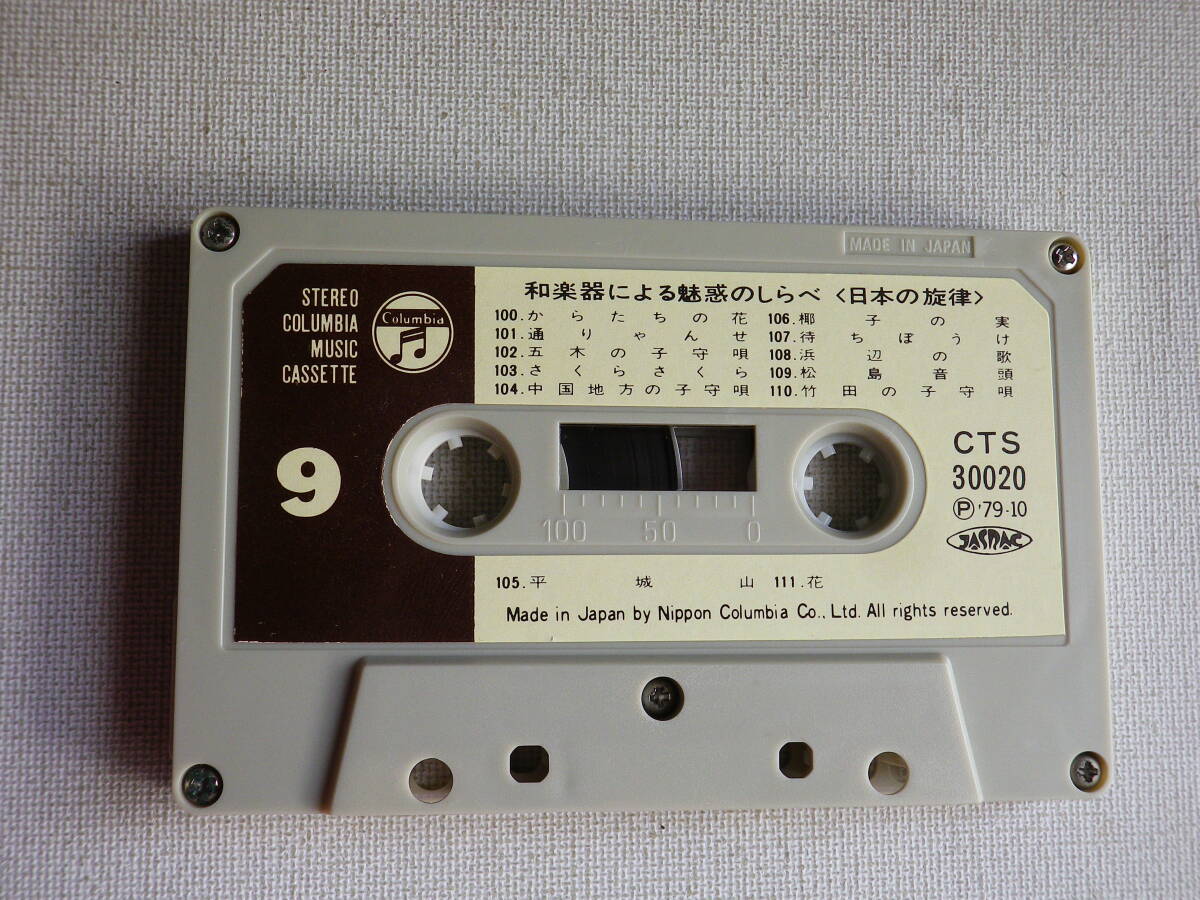 MADE IN JAPAN
STEREO
COLUMBIA
MUSIC
CASSETTE
Columbia
9
和楽器による魅惑のしらべ〈日本の旋律〉
100.からたちの花
101.通りゃんせ
102.五木の子守唄
103.さくらさくら
104.中国地方の子守唄
106.椰子の実
107.待ちぼうけ
108.浜辺の歌
109.松島音頭
110.竹田の子守唄
100 50 0
CTS
30020
Ⓟ'79-10
JASRAC
105.平城山
111.花
Made in Japan by Nippon Columbia Co., Ltd. All rights reserved.